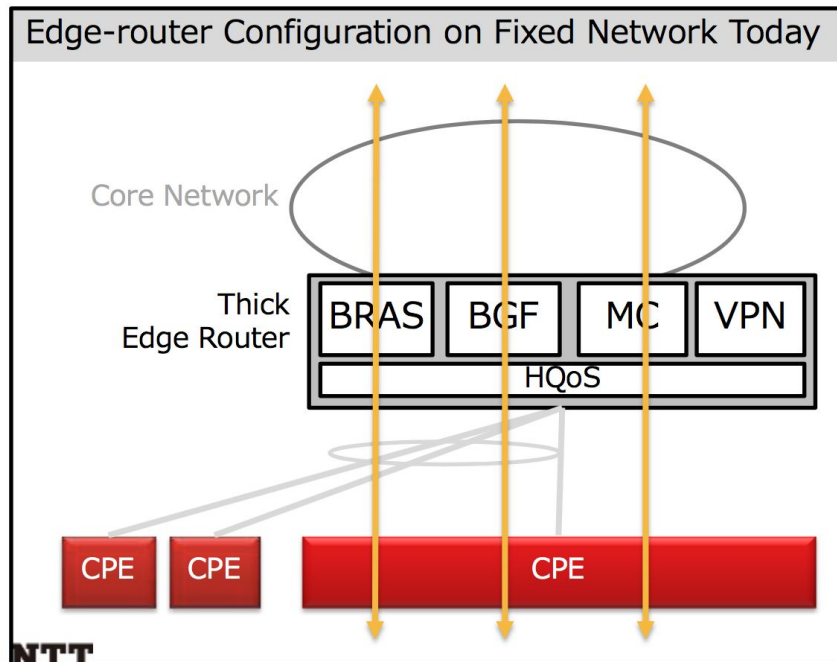 Edge-router Configuration on Fixed Network Today
Core Network
Thick
Edge Router
BRAS
BGF
MC
VPN
HQoS
CPE
CPE
CPE
NTT